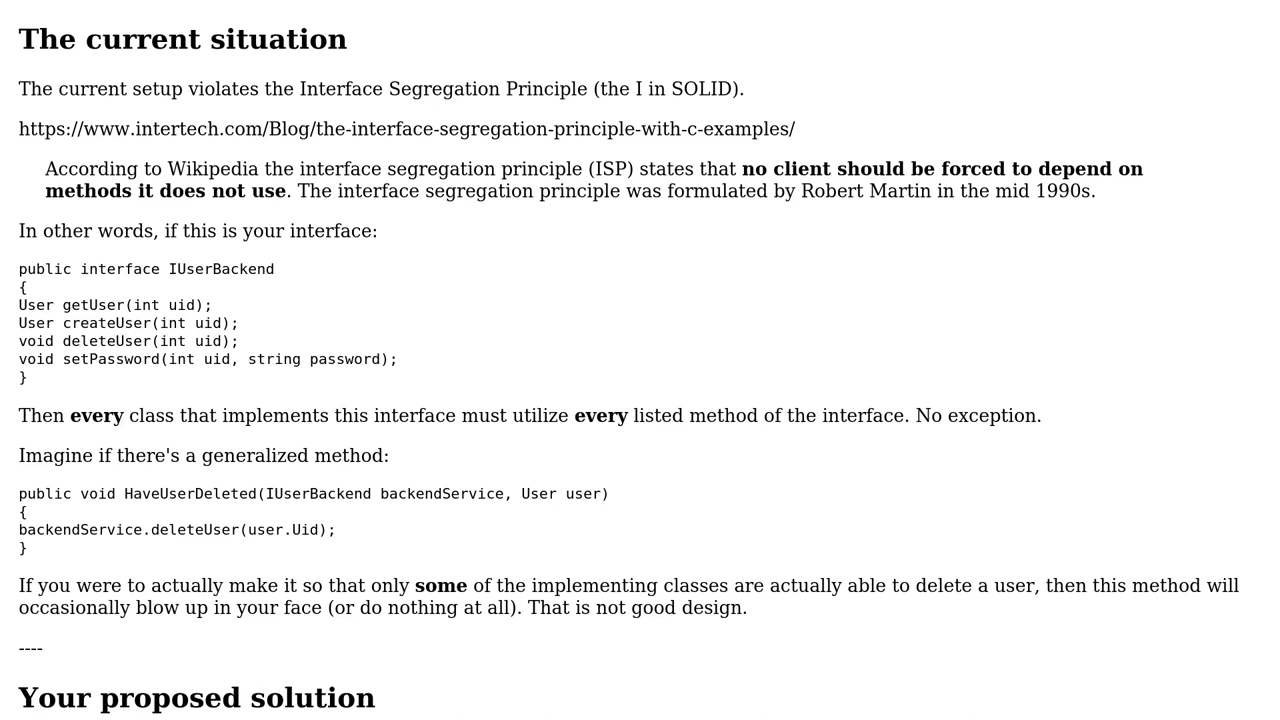 The current situation
The current setup violates the Interface Segregation Principle (the I in SOLID).
https://www.intertech.com/Blog/the-interface-segregation-principle-with-c-examples/
According to Wikipedia the interface segregation principle (ISP) states that no client should be forced to depend on
methods it does not use. The interface segregation principle was formulated by Robert Martin in the mid 1990s.
In other words, if this is your interface:
public interface IUserBackend
{
User getUser(int uid);
User createUser(int uid);
void deleteUser(int uid);
void setPassword(int uid, string password);
}
Then every class that implements this interface must utilize every listed method of the interface. No exception.
Imagine if there's a generalized method:
public void HaveUserDeleted(IUserBackend backendService, User user)
{
backendService.deleteUser(user.Uid);
}
If you were to actually make it so that only some of the implementing classes are actually able to delete a user, then this method will
occasionally blow up in your face (or do nothing at all). That is not good design.
----
Your proposed solution